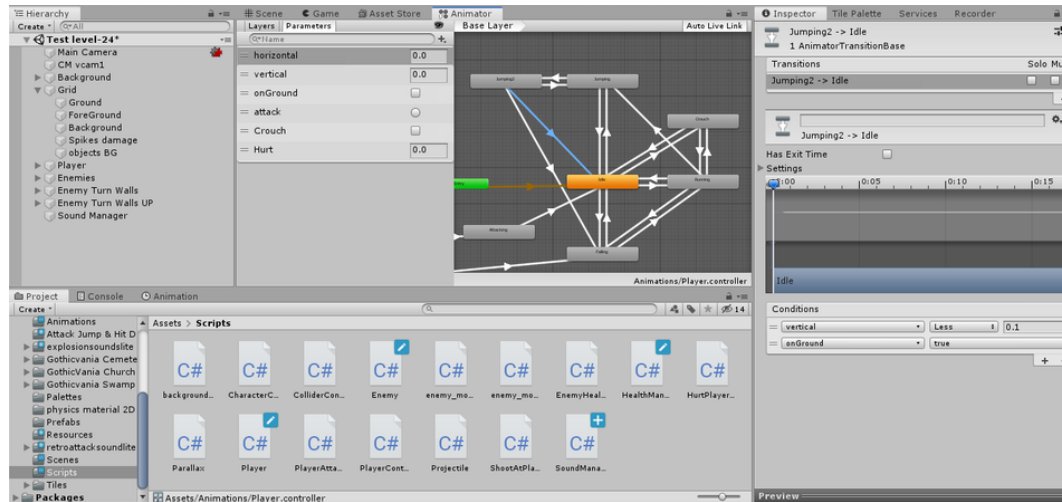 Hierarchy
Create
All
Test level-24*
Main Camera
CM vcam1
Background
Grid
Ground
ForeGround
Background
Spikes damage
objects BG
Player
Enemies
Enemy Turn Walls
Enemy Turn Walls UP
Sound Manager
Scene Game Asset Store Animator
Layers Parameters Base Layer Auto Live Link
Name
horizontal 0.0
vertical 0.0
onGround
attack
Crouch
Hurt 0.0
Jumping2 Jumping
Crouch
Idle Running
Attacking
Falling
Animations/Player.controller
Inspector Tile Palette Services Recorder
Jumping2 -> Idle
1 AnimatorTransitionBase
Transitions Solo Mu
Jumping2 -> Idle
Jumping2 -> Idle
Has Exit Time
Settings
0:00 0:05 0:10 0:15
Idle
Conditions
vertical Less 0.1
onGround true
Preview
Project Console Animation
Create 14
Animations
Attack Jump & Hit D
explosionsoundslite
Gothicvania Cemete
GothicVania Church
Gothicvania Swamp
Palettes
physics material 2D
Prefabs
Resources
retroattacksoundlite
Scenes
Scripts
Tiles
Packages
Assets > Scripts
C# C# C# C# C# C# C# C# C#
background... CharacterC... ColliderCon... Enemy enemy_mo... enemy_mo... EnemyHeal... HealthMan... HurtPlayer...
C# C# C# C# C# C# C#
Parallax Player PlayerAtta... PlayerCont... Projectile ShootAtPla... SoundMana...
Assets/Animations/Player.controller